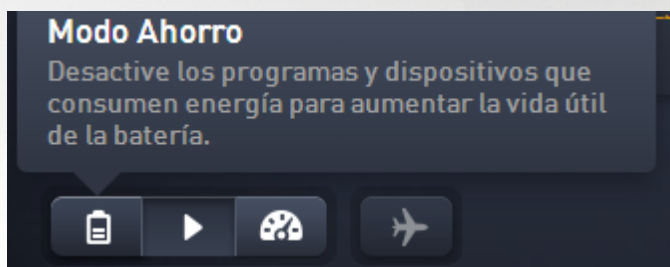 Modo Ahorro
Desactive los programas y dispositivos que
consumen energía para aumentar la vida útil
de la batería.